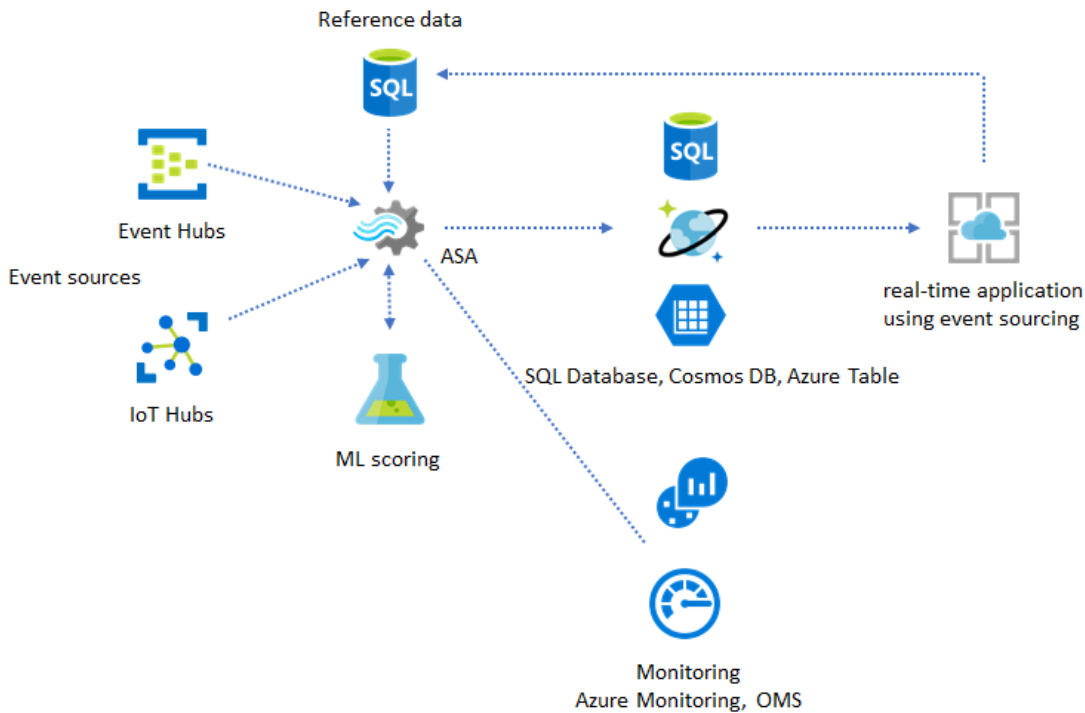 Reference data
SQL
SQL
Event Hubs
ASA
Event sources
real-time application
using event sourcing
SQL Database, Cosmos DB, Azure Table
IoT Hubs
ML scoring
Monitoring
Azure Monitoring, OMS